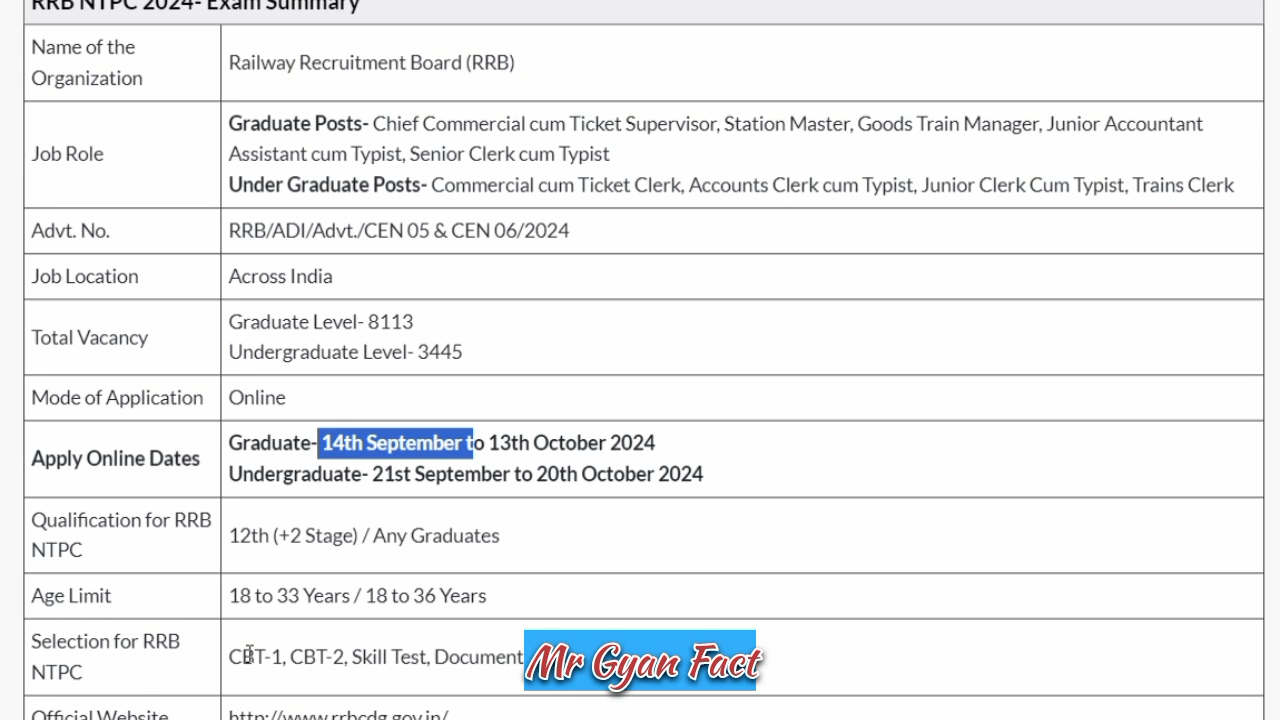 RRB NTPC 2024- Exam Summary
Name of the
Organization
Railway Recruitment Board (RRB)
Job Role
Graduate Posts- Chief Commercial cum Ticket Supervisor, Station Master, Goods Train Manager, Junior Accountant
Assistant cum Typist, Senior Clerk cum Typist
Under Graduate Posts- Commercial cum Ticket Clerk, Accounts Clerk cum Typist, Junior Clerk Cum Typist, Trains Clerk
Advt. No.
RRB/ADI/Advt./CEN 05 & CEN 06/2024
Job Location
Across India
Total Vacancy
Graduate Level- 8113
Undergraduate Level- 3445
Mode of Application
Online
Apply Online Dates
Graduate- 14th September to 13th October 2024
Undergraduate- 21st September to 20th October 2024
Qualification for RRB
NTPC
12th (+2 Stage) / Any Graduates
Age Limit
18 to 33 Years / 18 to 36 Years
Selection for RRB
NTPC
CBT-1, CBT-2, Skill Test, Document
Mr Gyan Fact
Official Website
http://www.rrbcdg.gov.in/